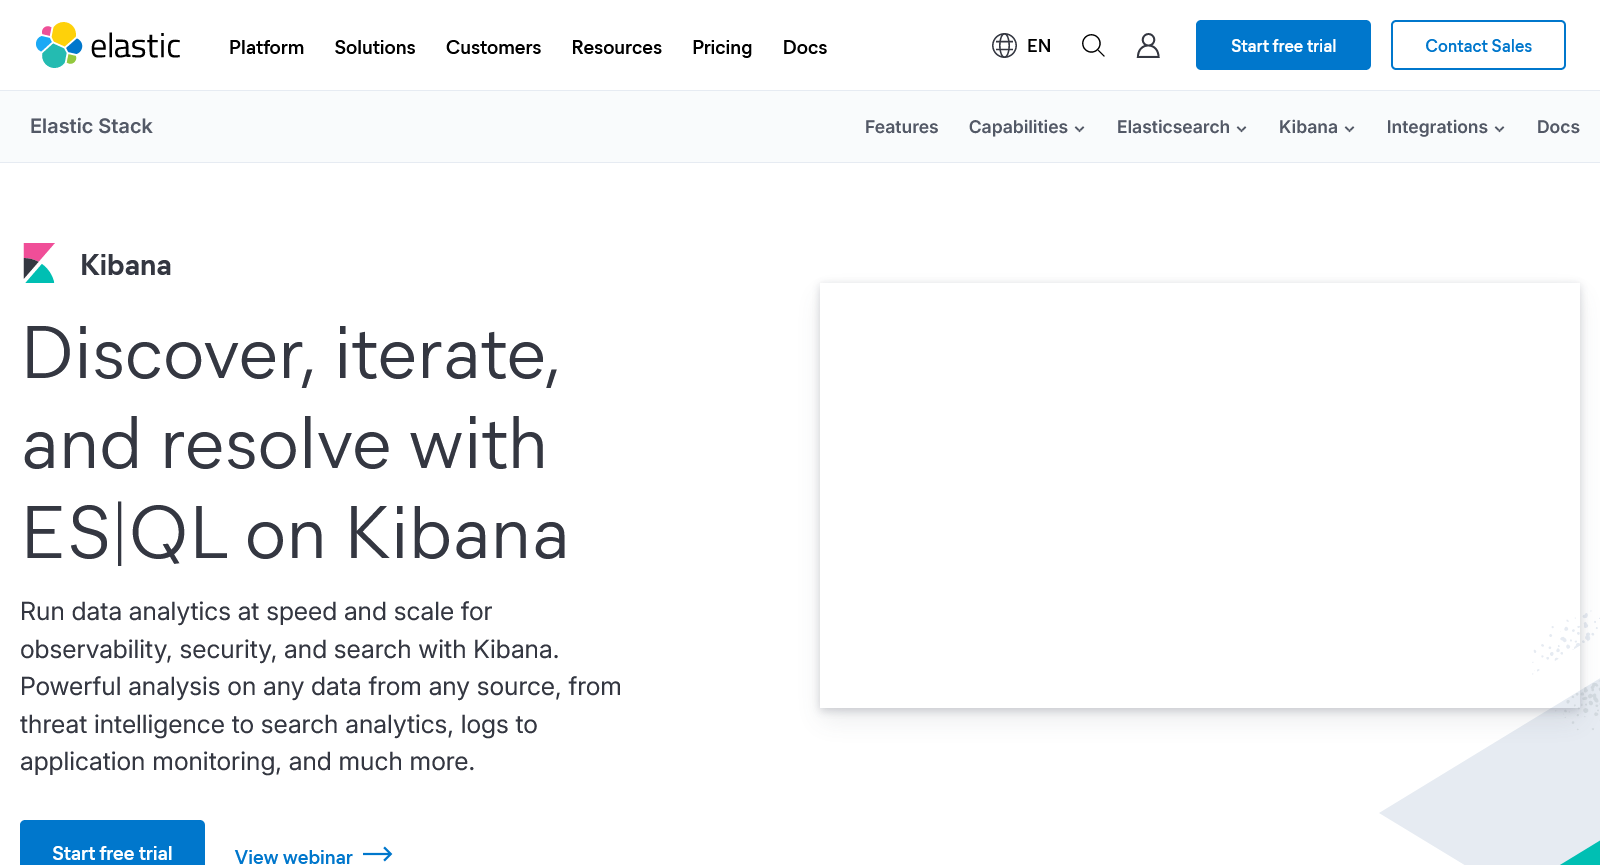 elastic
Platform Solutions Customers Resources Pricing Docs
EN
Start free trial
Contact Sales
Elastic Stack
Features Capabilities Elasticsearch Kibana Integrations Docs
Kibana
Discover, iterate,
and resolve with
ES|QL on Kibana
Run data analytics at speed and scale for
observability, security, and search with Kibana.
Powerful analysis on any data from any source, from
threat intelligence to search analytics, logs to
application monitoring, and much more.
Start free trial
View webinar